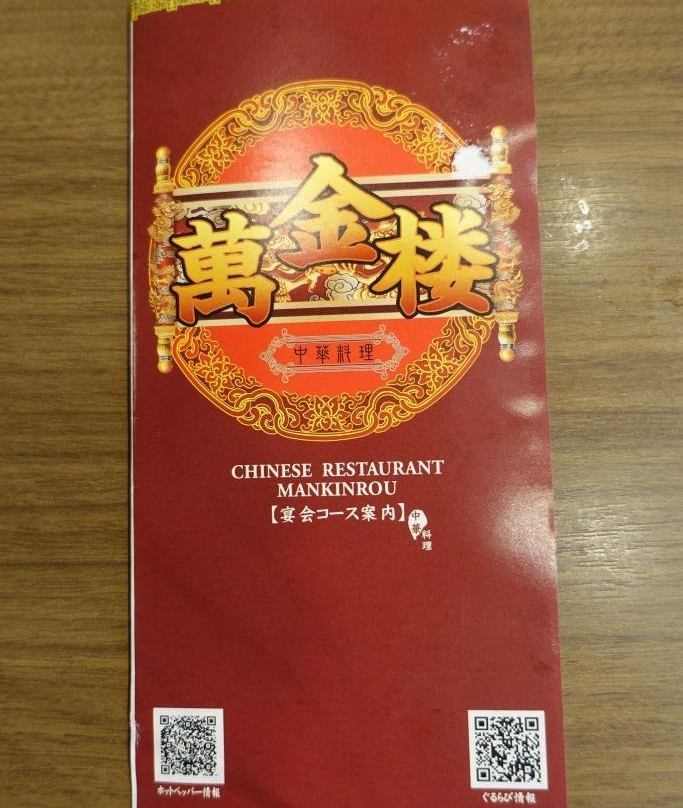 萬金楼
中華料理
CHINESE RESTAURANT
MANKINROU
【宴会コース案内】
中華料理
ホットペッパー情報
ぐるらび情報